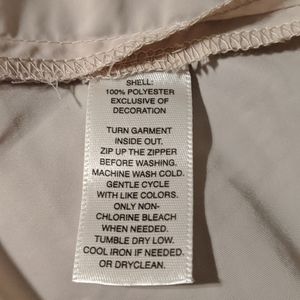 SHELL:
100% POLYESTER
EXCLUSIVE OF
DECORATION
TURN GARMENT
INSIDE OUT.
ZIP UP THE ZIPPER
BEFORE WASHING.
MACHINE WASH COLD.
GENTLE CYCLE
WITH LIKE COLORS.
ONLY NON-
CHLORINE BLEACH
WHEN NEEDED.
TUMBLE DRY LOW.
COOL IRON IF NEEDED.
OR DRYCLEAN.